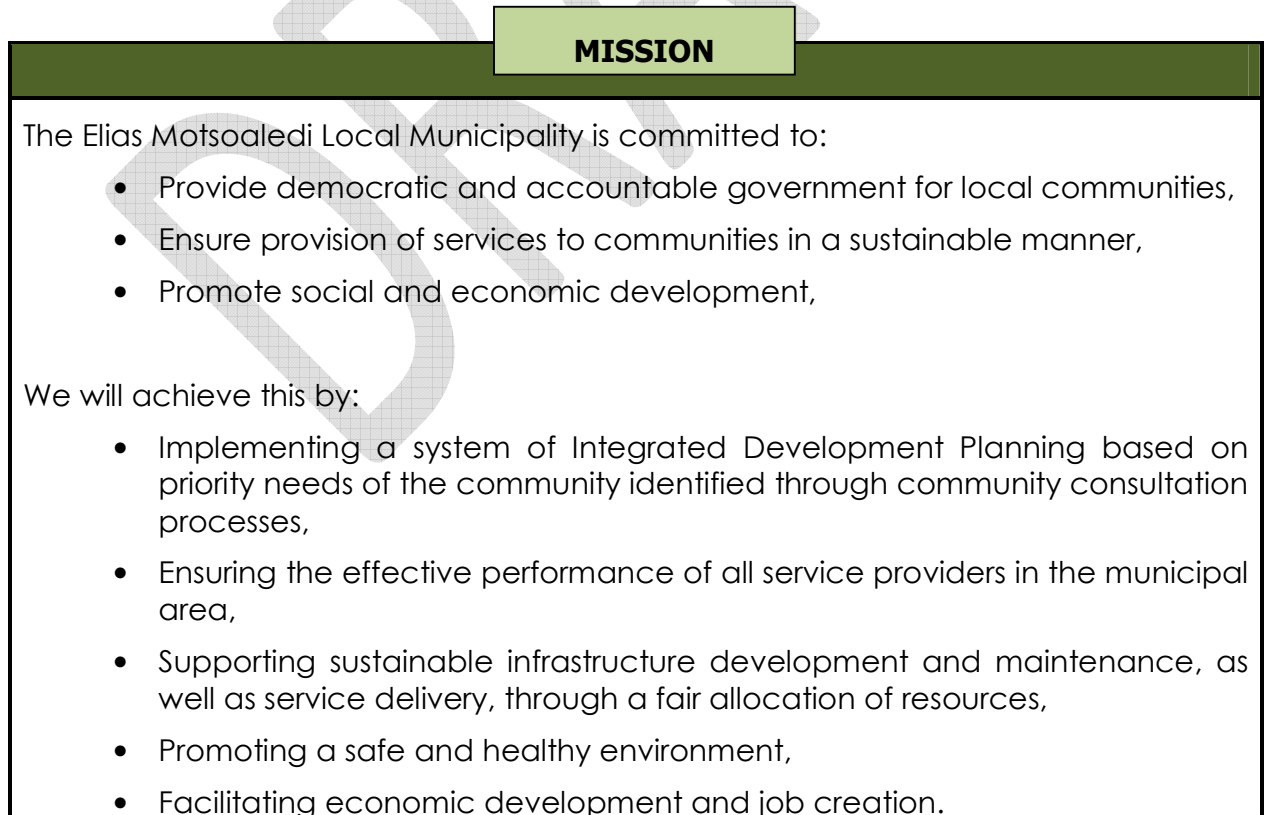 MISSION
The Elias Motsoaledi Local Municipality is committed to:
• Provide democratic and accountable government for local communities,
• Ensure provision of services to communities in a sustainable manner,
• Promote social and economic development,
We will achieve this by:
• Implementing a system of Integrated Development Planning based on
priority needs of the community identified through community consultation
processes,
• Ensuring the effective performance of all service providers in the municipal
area,
• Supporting sustainable infrastructure development and maintenance, as
well as service delivery, through a fair allocation of resources,
• Promoting a safe and healthy environment,
• Facilitating economic development and job creation.